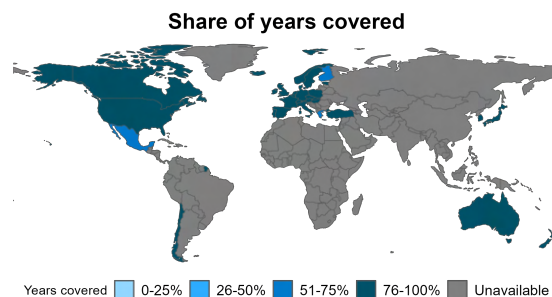 Share of years covered
Years covered 0-25% 26-50% 51-75% 76-100% Unavailable